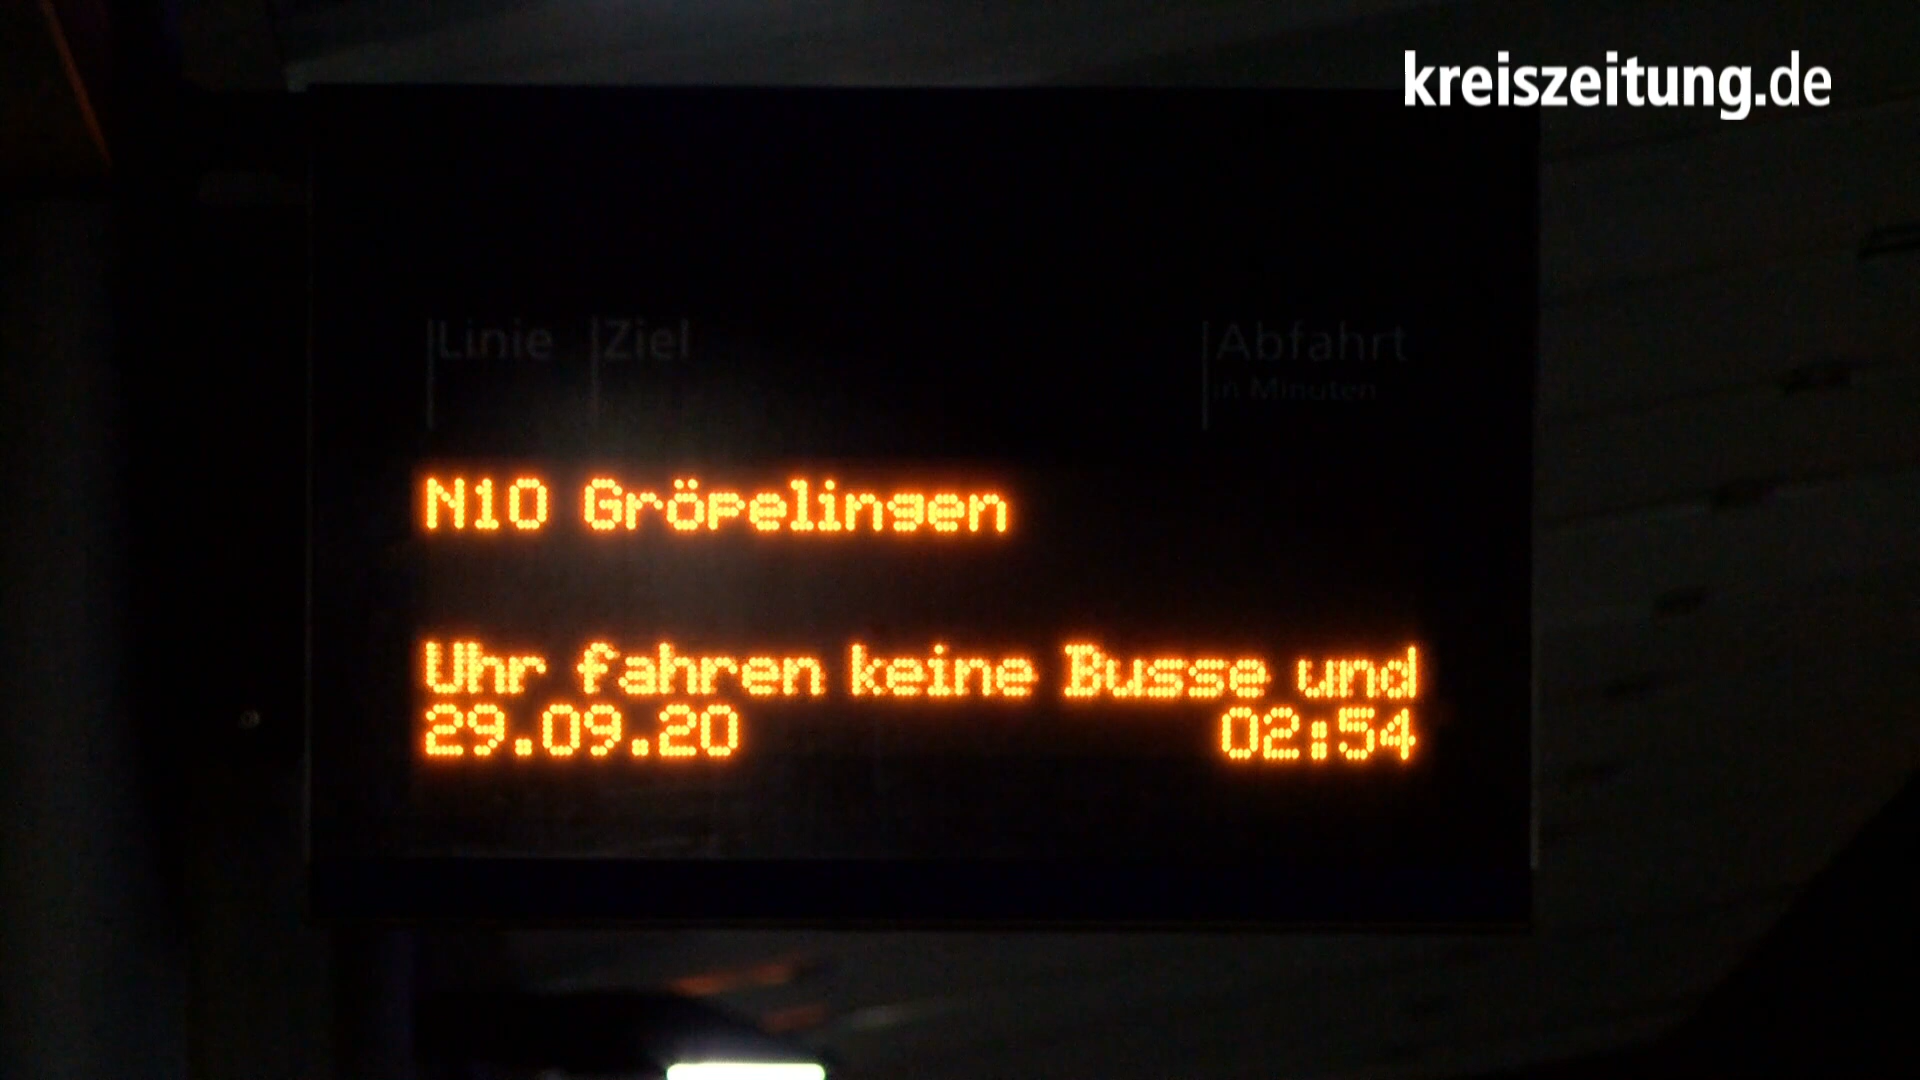 kreiszeitung.de
Linie Ziel Abfahrt
in Minuten
N10 Gröpelingen
Uhr fahren keine Busse und
29.09.20 02:54